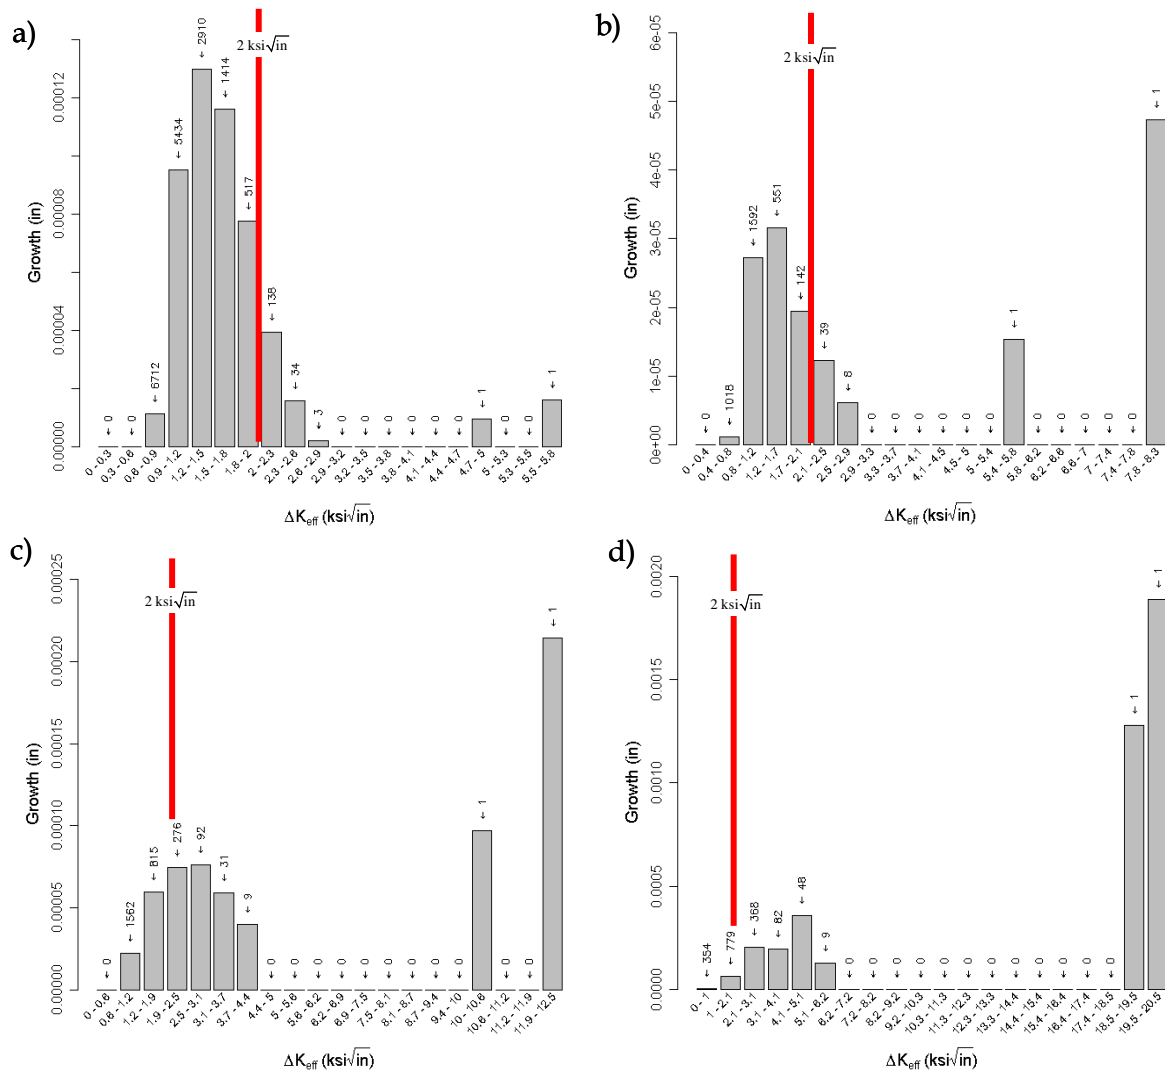 a)
2 ksi√in
Growth (in)
0.00012
0.00008
0.00004
0.00000
0
0
6712
5434
2910
1414
517
138
34
3
0
0
0
0
0
0
1
0
0
1
0 - 0.3
0.3 - 0.6
0.6 - 0.9
0.9 - 1.2
1.2 - 1.5
1.5 - 1.8
1.8 - 2
2 - 2.3
2.3 - 2.6
2.6 - 2.9
2.9 - 3.2
3.2 - 3.5
3.5 - 3.8
3.8 - 4.1
4.1 - 4.4
4.4 - 4.7
4.7 - 5
5 - 5.3
5.3 - 5.5
5.5 - 5.8
ΔKeff (ksi√in)
b)
2 ksi√in
Growth (in)
6e-05
5e-05
4e-05
3e-05
2e-05
1e-05
0e+00
0
1018
1592
551
142
39
8
0
0
0
0
0
0
1
0
0
0
0
0
1
0 - 0.4
0.4 - 0.8
0.8 - 1.2
1.2 - 1.7
1.7 - 2.1
2.1 - 2.5
2.5 - 2.9
2.9 - 3.3
3.3 - 3.7
3.7 - 4.1
4.1 - 4.5
4.5 - 5
5 - 5.4
5.4 - 5.8
5.8 - 6.2
6.2 - 6.6
6.6 - 7
7 - 7.4
7.4 - 7.8
7.8 - 8.3
ΔKeff (ksi√in)
c)
2 ksi√in
Growth (in)
0.00025
0.00020
0.00015
0.00010
0.00005
0.00000
0
1562
815
276
92
31
9
0
0
0
0
0
0
0
0
0
1
0
0
1
0 - 0.6
0.6 - 1.2
1.2 - 1.9
1.9 - 2.5
2.5 - 3.1
3.1 - 3.7
3.7 - 4.4
4.4 - 5
5 - 5.6
5.6 - 6.2
6.2 - 6.9
6.9 - 7.5
7.5 - 8.1
8.1 - 8.7
8.7 - 9.4
9.4 - 10
10 - 10.6
10.6 - 11.2
11.2 - 11.9
11.9 - 12.5
ΔKeff (ksi√in)
d)
2 ksi√in
Growth (in)
0.0020
0.0015
0.0010
0.0005
0.0000
354
779
368
82
48
9
0
0
0
0
0
0
0
0
0
0
0
0
1
1
0 - 1
1 - 2.1
2.1 - 3.1
3.1 - 4.1
4.1 - 5.1
5.1 - 6.2
6.2 - 7.2
7.2 - 8.2
8.2 - 9.2
9.2 - 10.3
10.3 - 11.3
11.3 - 12.3
12.3 - 13.3
13.3 - 14.4
14.4 - 15.4
15.4 - 16.4
16.4 - 17.4
17.4 - 18.5
18.5 - 19.5
19.5 - 20.5
ΔKeff (ksi√in)